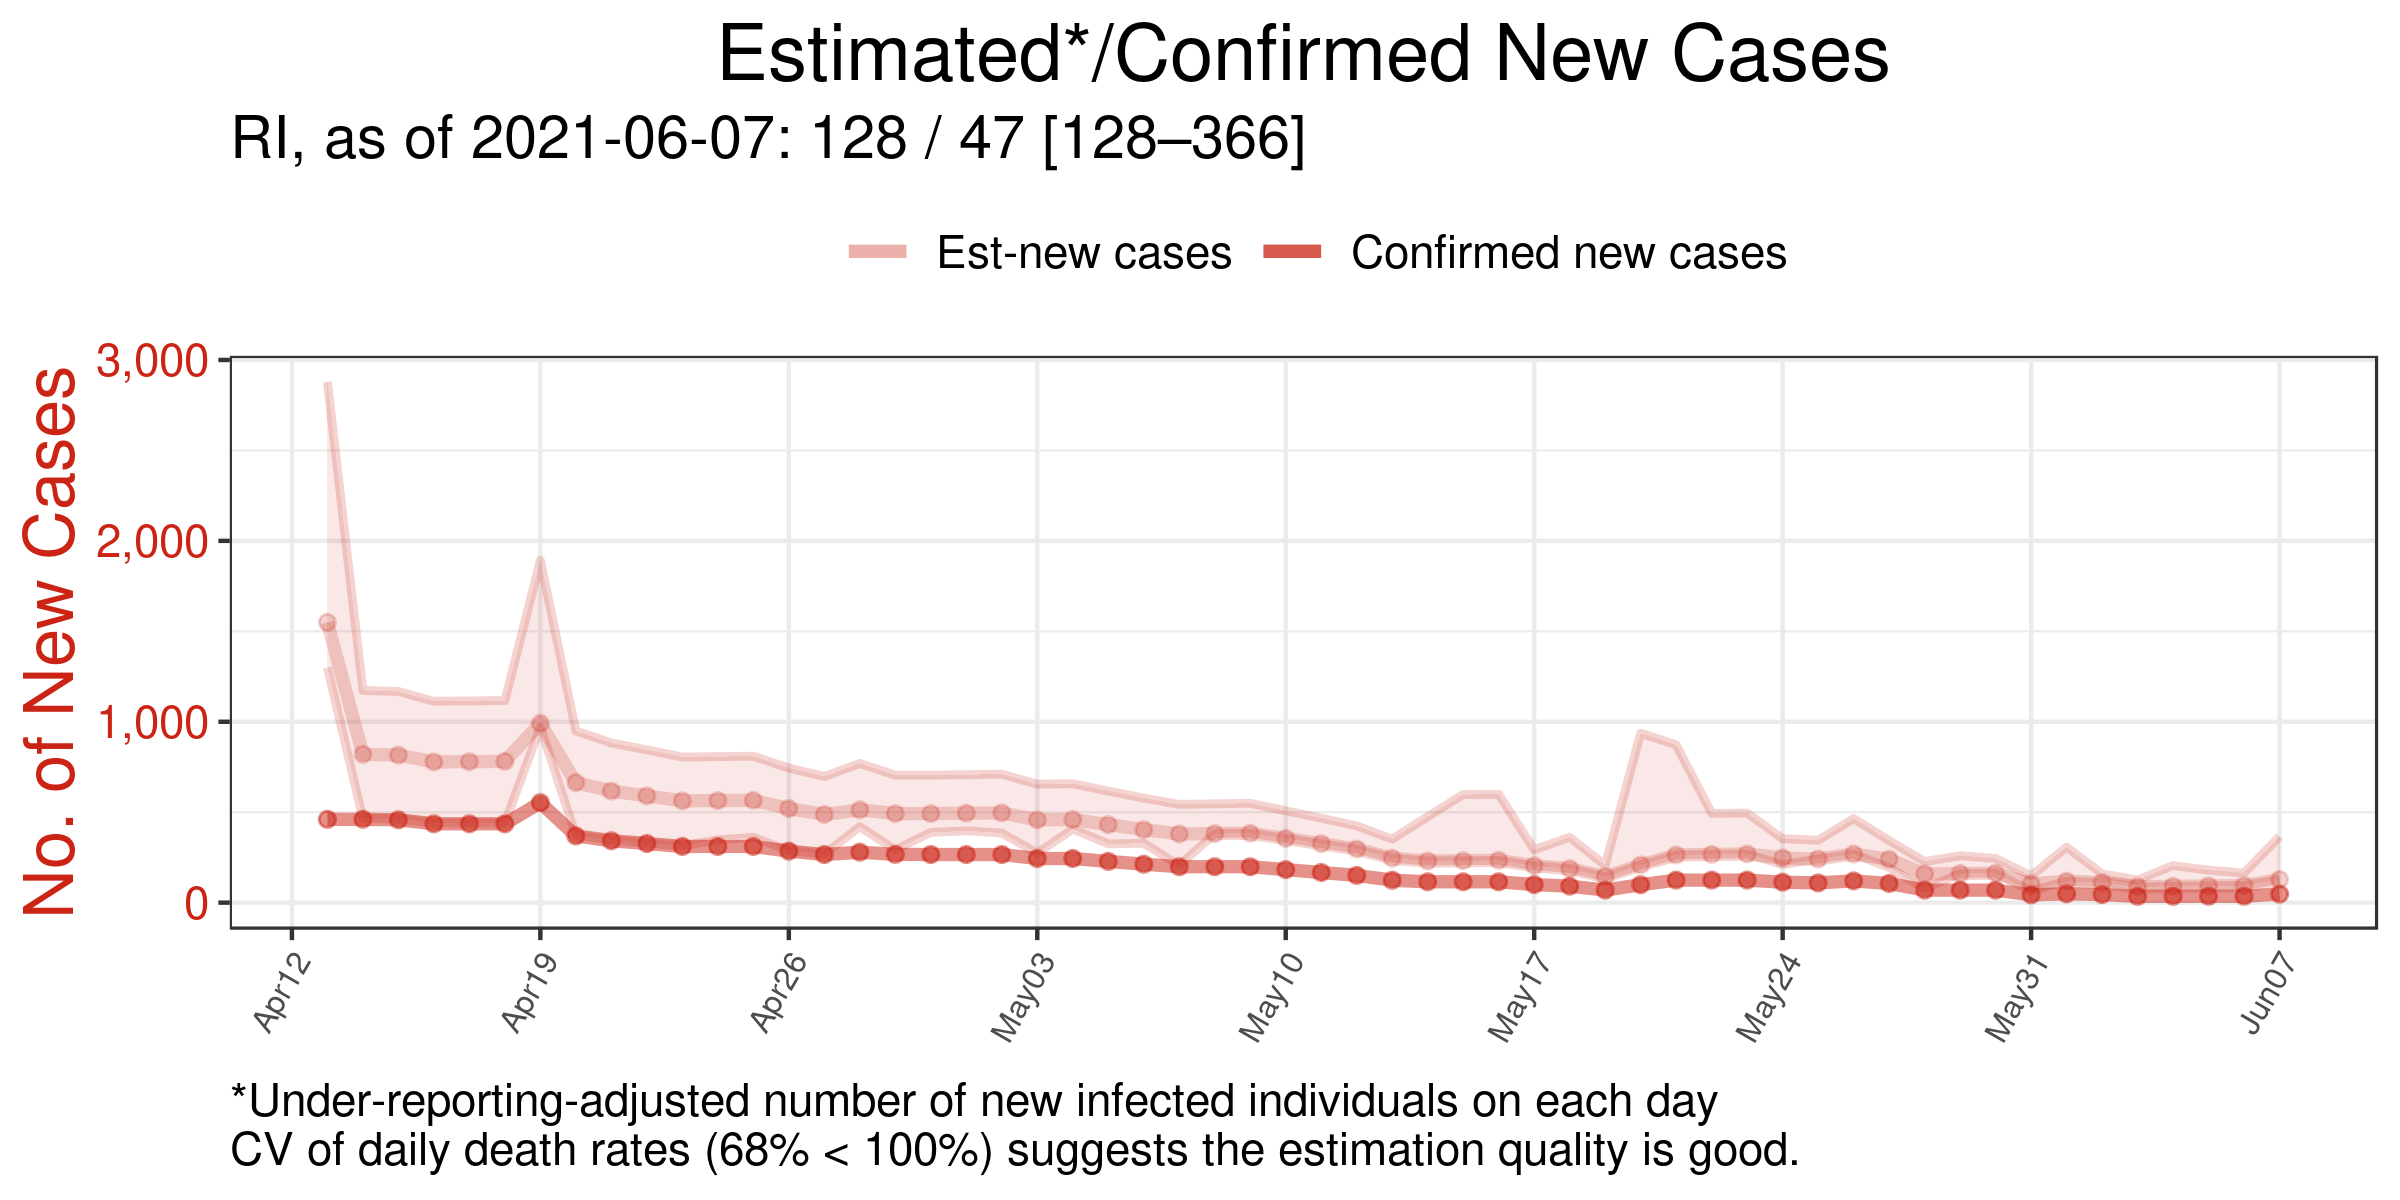 Estimated*/Confirmed New Cases
RI, as of 2021-06-07: 128 / 47 [128–366]
Est-new cases
Confirmed new cases
No. of New Cases
3,000
2,000
1,000
0
Apr12
Apr19
Apr26
May03
May10
May17
May24
May31
Jun07
*Under-reporting-adjusted number of new infected individuals on each day
CV of daily death rates (68% < 100%) suggests the estimation quality is good.